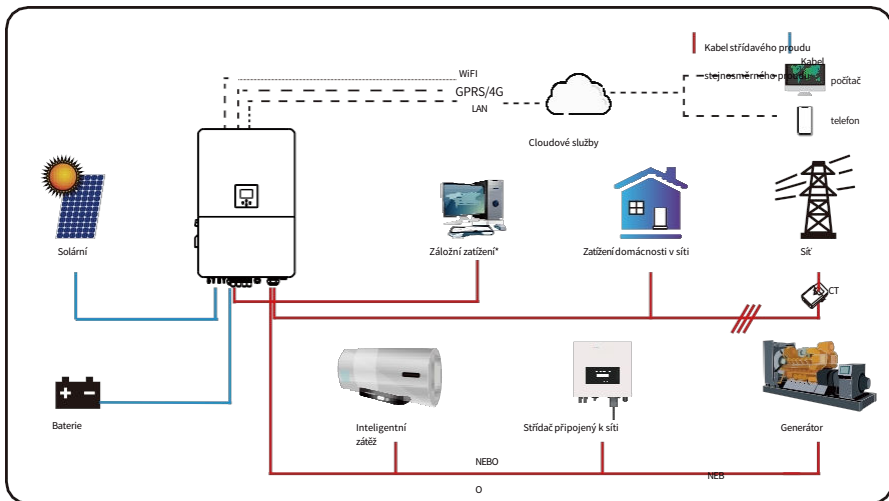 Kabel střídavého proudu
Kabel
stejnosměrného proudu
WiFI
GPRS/4G
LAN
počítač
telefon
Cloudové služby
Solární
Záložní zatížení*
Zatížení domácnosti v síti
Síť
CT
Baterie
Inteligentní
zátěž
Střídač připojený k síti
Generátor
NEBO
NEB
O